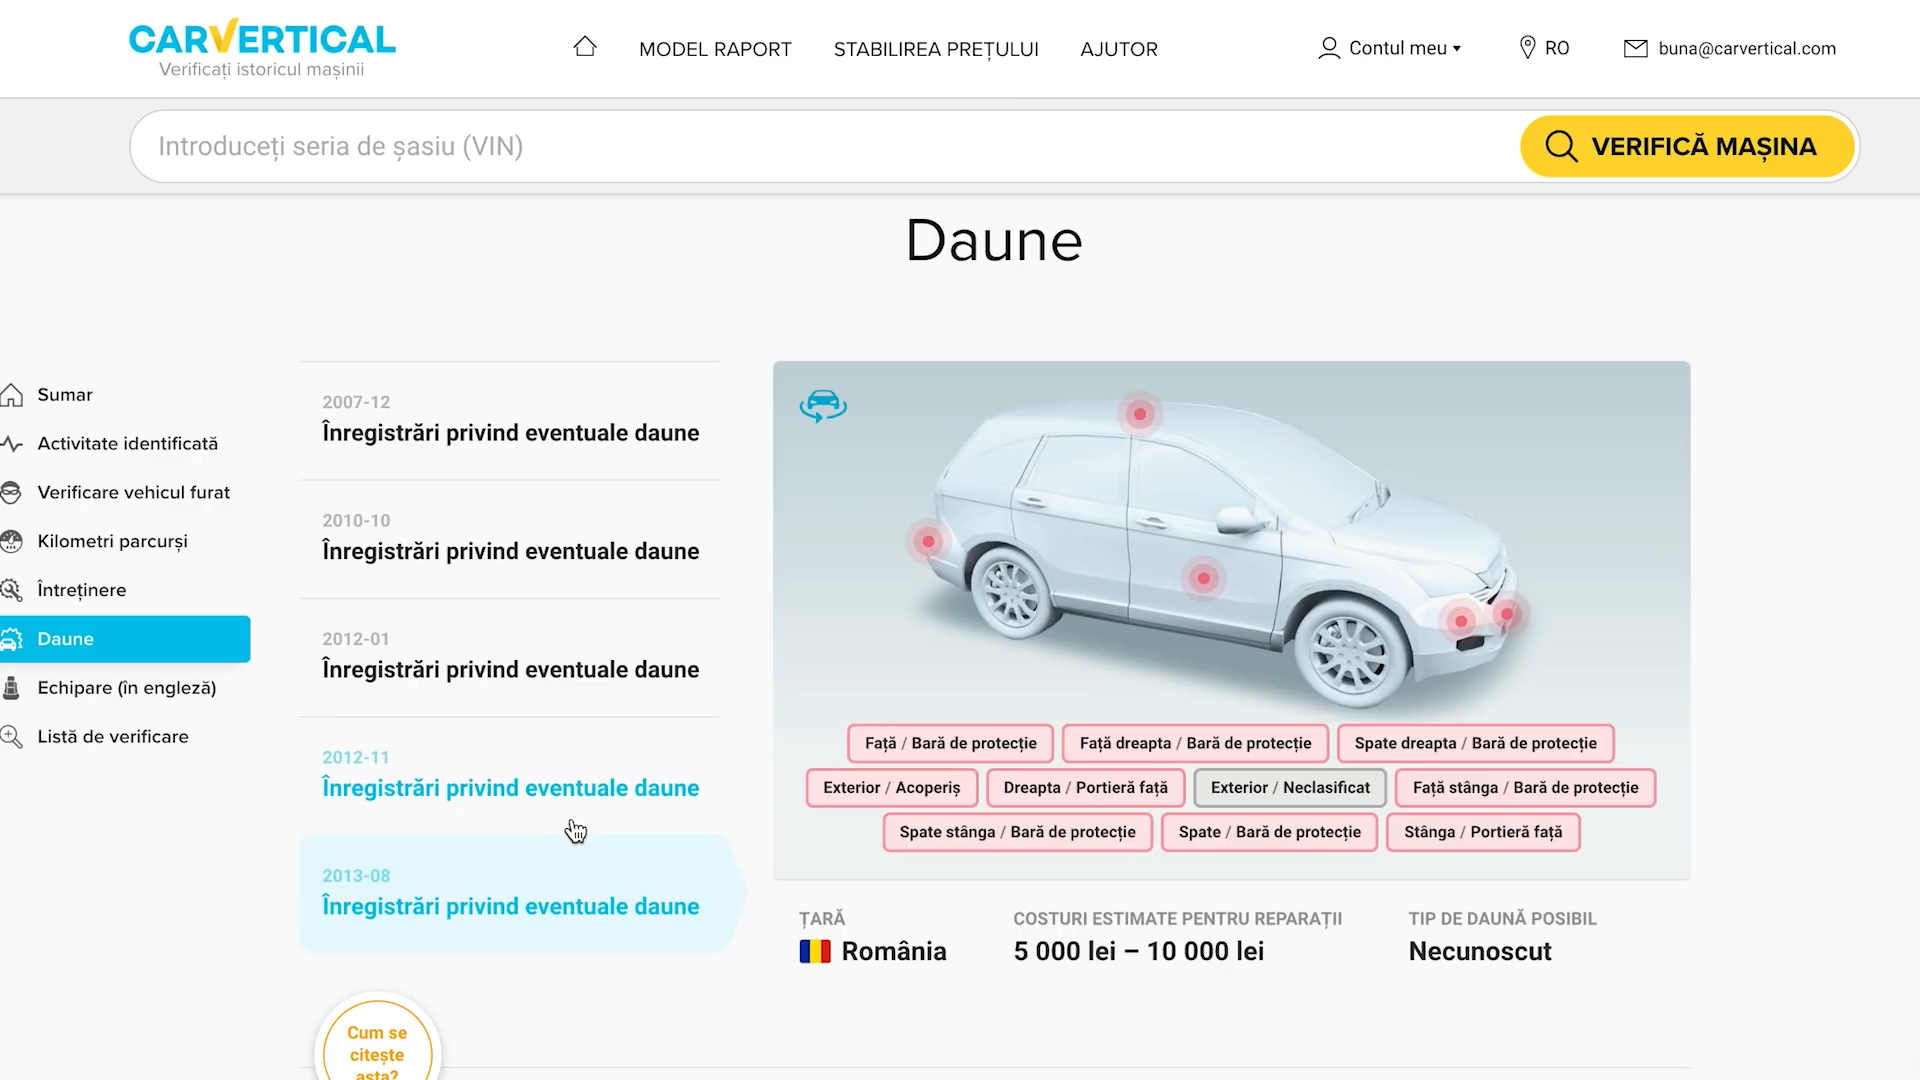 CARVERTICAL
Verificați istoricul mașinii
MODEL RAPORT
STABILIREA PREȚULUI
AJUTOR
Contul meu
RO
buna@carvertical.com
Introduceți seria de șasiu (VIN)
VERIFICĂ MAȘINA
Daune
Sumar
Activitate identificată
Verificare vehicul furat
Kilometri parcurși
Întreținere
Daune
Echipare (în engleză)
Listă de verificare
2007-12
Înregistrări privind eventuale daune
2010-10
Înregistrări privind eventuale daune
2012-01
Înregistrări privind eventuale daune
2012-11
Înregistrări privind eventuale daune
2013-08
Înregistrări privind eventuale daune
Față / Bară de protecție
Față dreapta / Bară de protecție
Spate dreapta / Bară de protecție
Exterior / Acoperiș
Dreapta / Portieră față
Exterior / Neclasificat
Față stânga / Bară de protecție
Spate stânga / Bară de protecție
Spate / Bară de protecție
Stânga / Portieră față
ȚARĂ
România
COSTURI ESTIMATE PENTRU REPARAȚII
5 000 lei – 10 000 lei
TIP DE DAUNĂ POSIBIL
Necunoscut
Cum se
citește
asta?